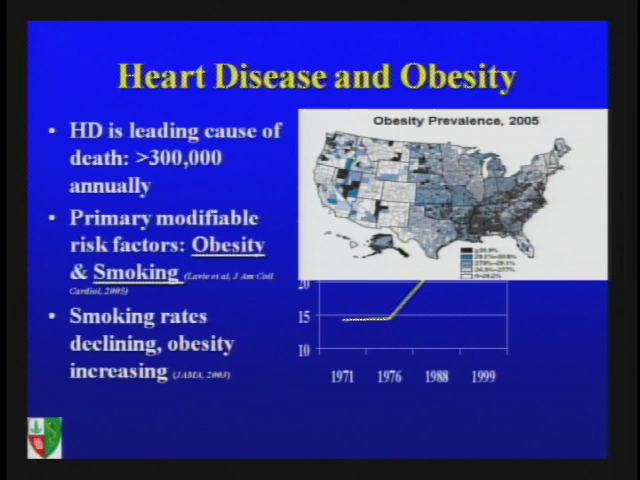 Heart Disease and Obesity
• HD is leading cause of
death: >300,000
annually
• Primary modifiable
risk factors: Obesity
& Smoking (Lavie et al, J Am Coll
Cardiol, 2005)
• Smoking rates
declining, obesity
increasing (JAMA, 2003)
Obesity Prevalence, 2005
20
15
10
1971 1976 1988 1999